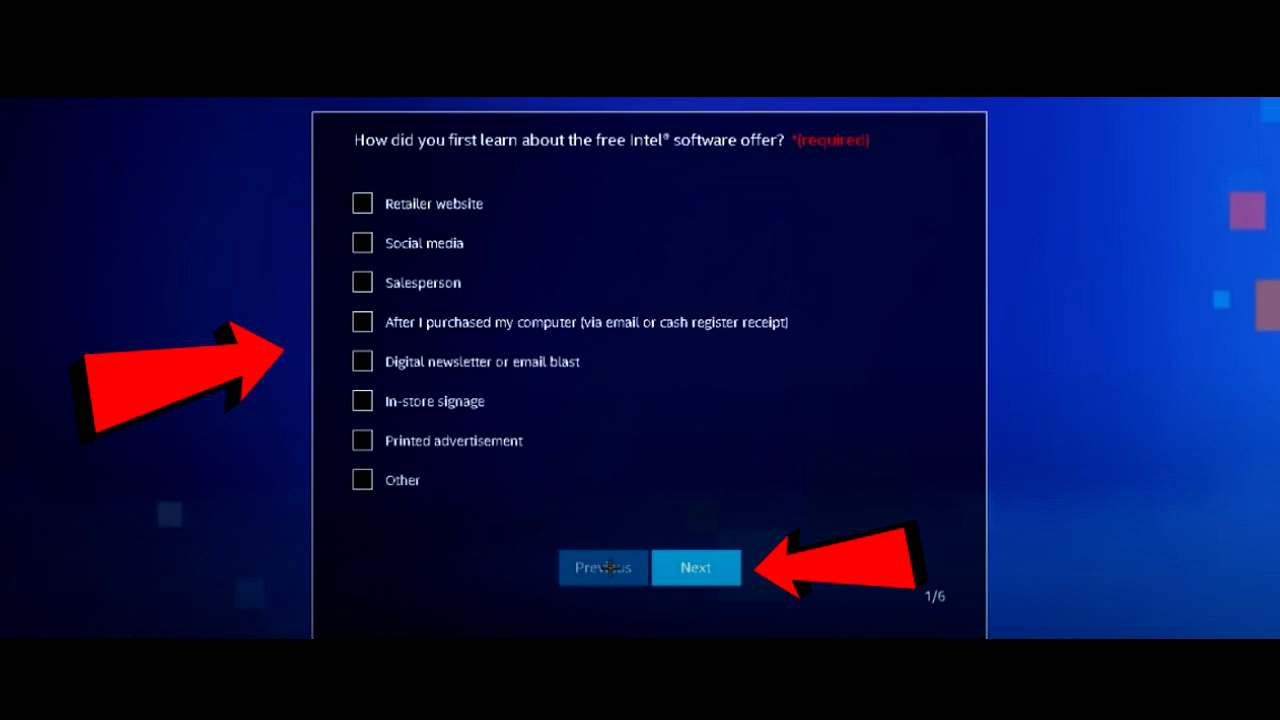 How did you first learn about the free Intel® software offer? *(required)
Retailer website
Social media
Salesperson
After I purchased my computer (via email or cash register receipt)
Digital newsletter or email blast
In-store signage
Printed advertisement
Other
Previous Next
1/6